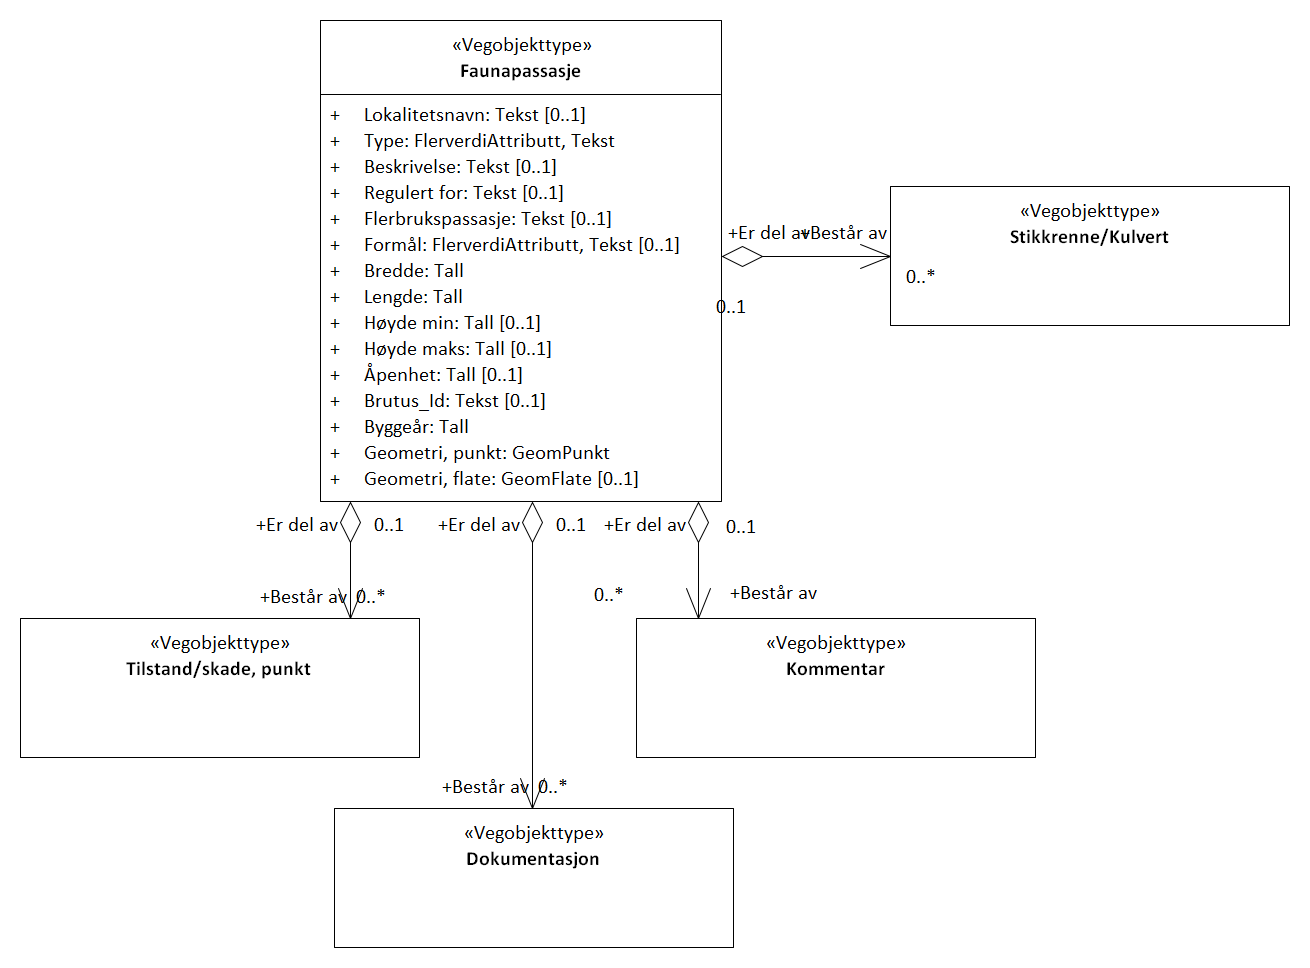 «Vegobjekttype»
Faunapassasje
+ Lokalitetsnavn: Tekst [0..1]
+ Type: FlerverdiAttributt, Tekst
+ Beskrivelse: Tekst [0..1]
+ Regulert for: Tekst [0..1]
+ Flerbrukspassasje: Tekst [0..1]
+ Formål: FlerverdiAttributt, Tekst [0..1]
+ Bredde: Tall
+ Lengde: Tall
+ Høyde min: Tall [0..1]
+ Høyde maks: Tall [0..1]
+ Åpenhet: Tall [0..1]
+ Brutus_Id: Tekst [0..1]
+ Byggeår: Tall
+ Geometri, punkt: GeomPunkt
+ Geometri, flate: GeomFlate [0..1]
+Er del av +Består av
0..1
0..*
«Vegobjekttype»
Stikkrenne/Kulvert
+Er del av 0..1
+Er del av 0..1
+Er del av 0..1
+Består av 0..*
0..* +Består av
«Vegobjekttype»
Tilstand/skade, punkt
«Vegobjekttype»
Kommentar
+Består av 0..*
«Vegobjekttype»
Dokumentasjon